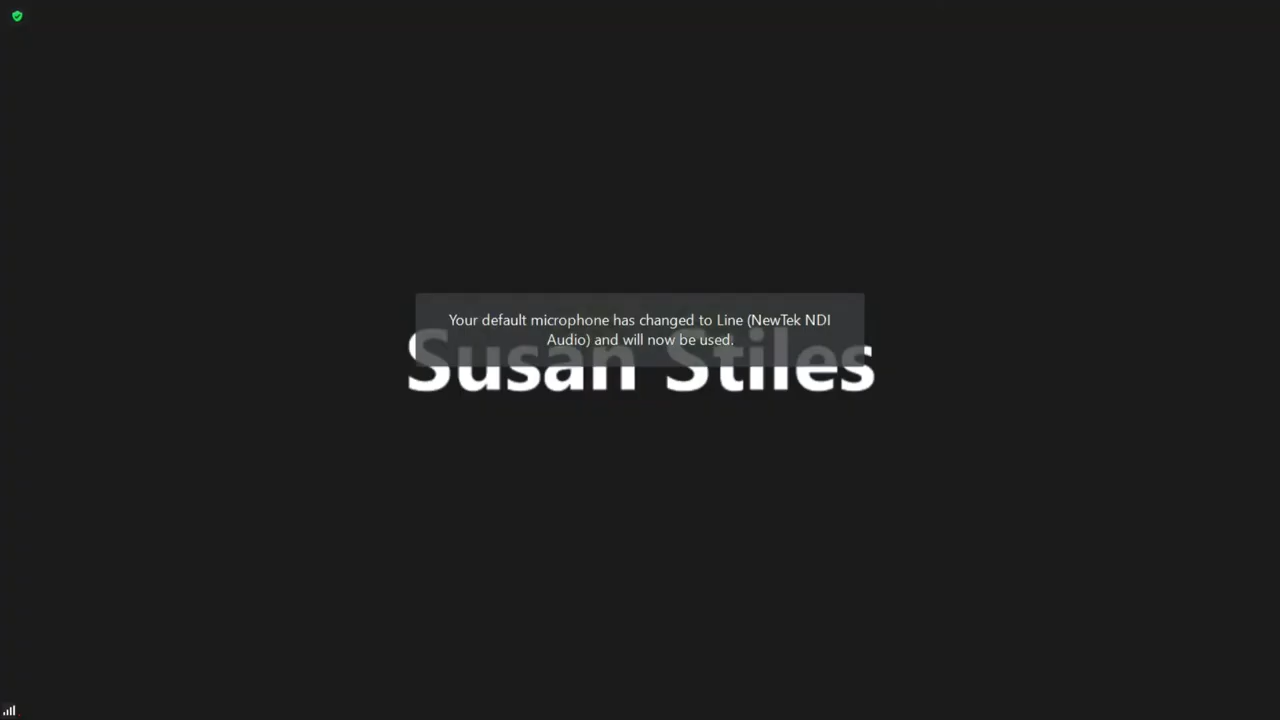 Your default microphone has changed to Line (NewTek NDI
Audio) and will now be used.
Susan Stiles